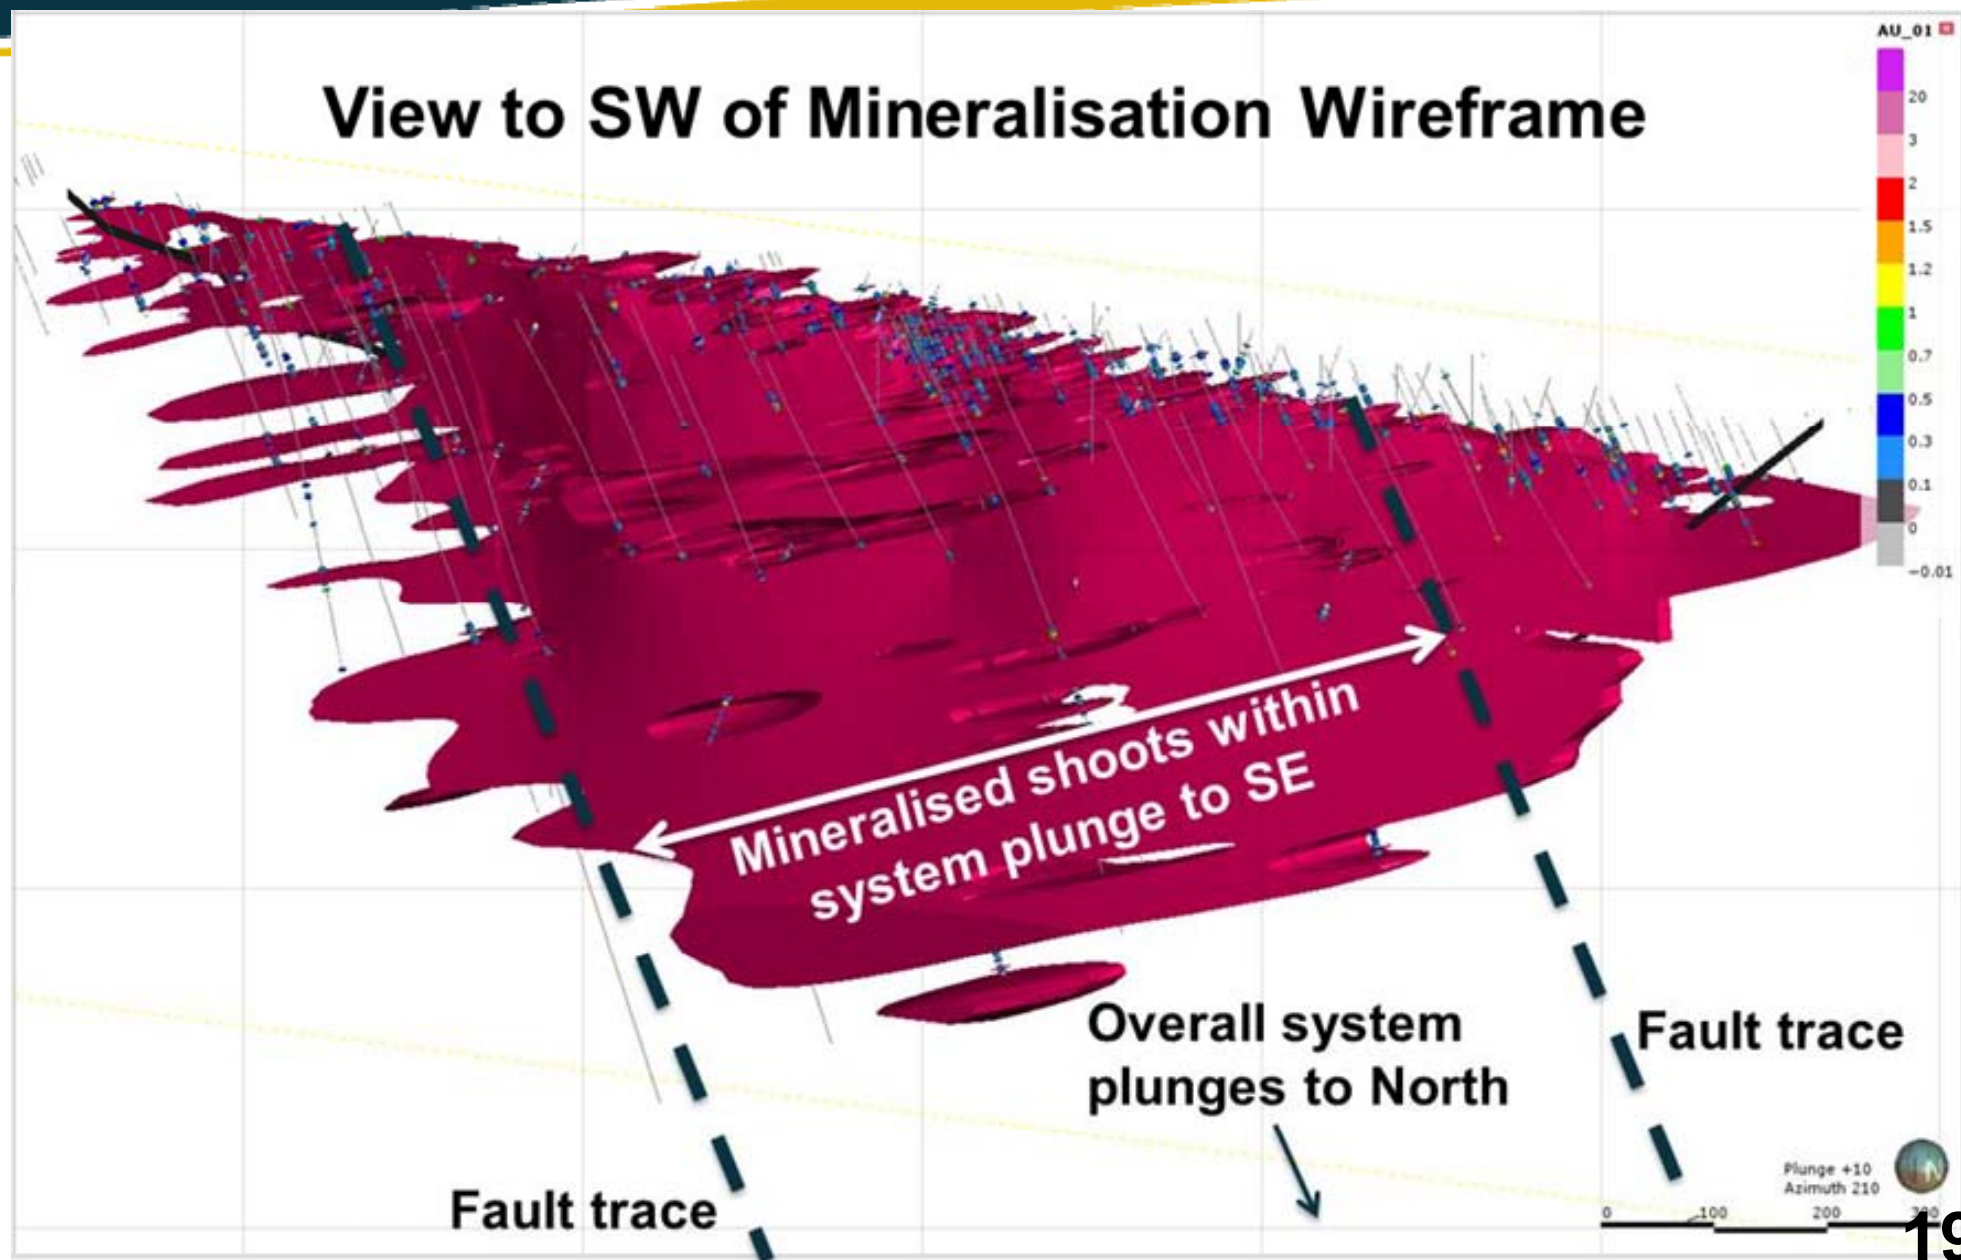 View to SW of Mineralisation Wireframe
AU_01
20
3
2
1.5
1.2
1
0.7
0.5
0.3
0.1
0
−0.01
Mineralised shoots within
system plunge to SE
Overall system
plunges to North
Fault trace
Fault trace
Plunge +10
Azimuth 210
N
0 100 200
19